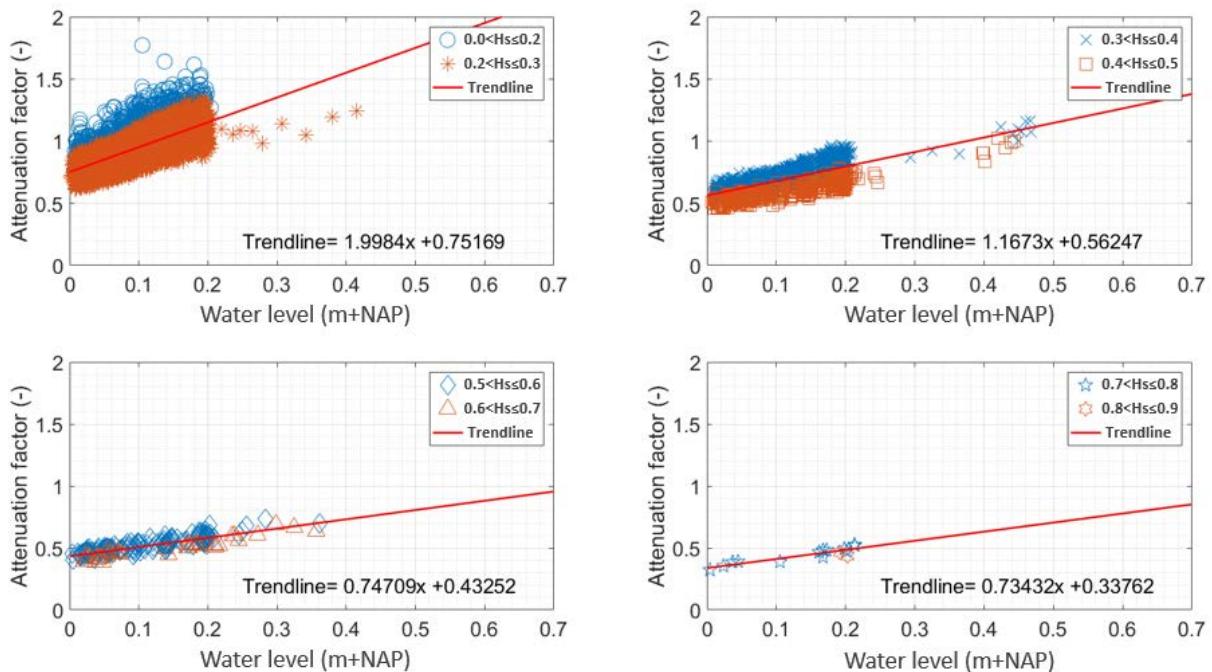 Attenuation factor (-)
2
1.5
1
0.5
0
0.0<Hs≤0.2
0.2<Hs≤0.3
Trendline
Trendline= 1.9984x +0.75169
0 0.1 0.2 0.3 0.4 0.5 0.6 0.7
Water level (m+NAP)
Attenuation factor (-)
2
1.5
1
0.5
0
0.3<Hs≤0.4
0.4<Hs≤0.5
Trendline
Trendline= 1.1673x +0.56247
0 0.1 0.2 0.3 0.4 0.5 0.6 0.7
Water level (m+NAP)
Attenuation factor (-)
2
1.5
1
0.5
0
0.5<Hs≤0.6
0.6<Hs≤0.7
Trendline
Trendline= 0.74709x +0.43252
0 0.1 0.2 0.3 0.4 0.5 0.6 0.7
Water level (m+NAP)
Attenuation factor (-)
2
1.5
1
0.5
0
0.7<Hs≤0.8
0.8<Hs≤0.9
Trendline
Trendline= 0.73432x +0.33762
0 0.1 0.2 0.3 0.4 0.5 0.6 0.7
Water level (m+NAP)